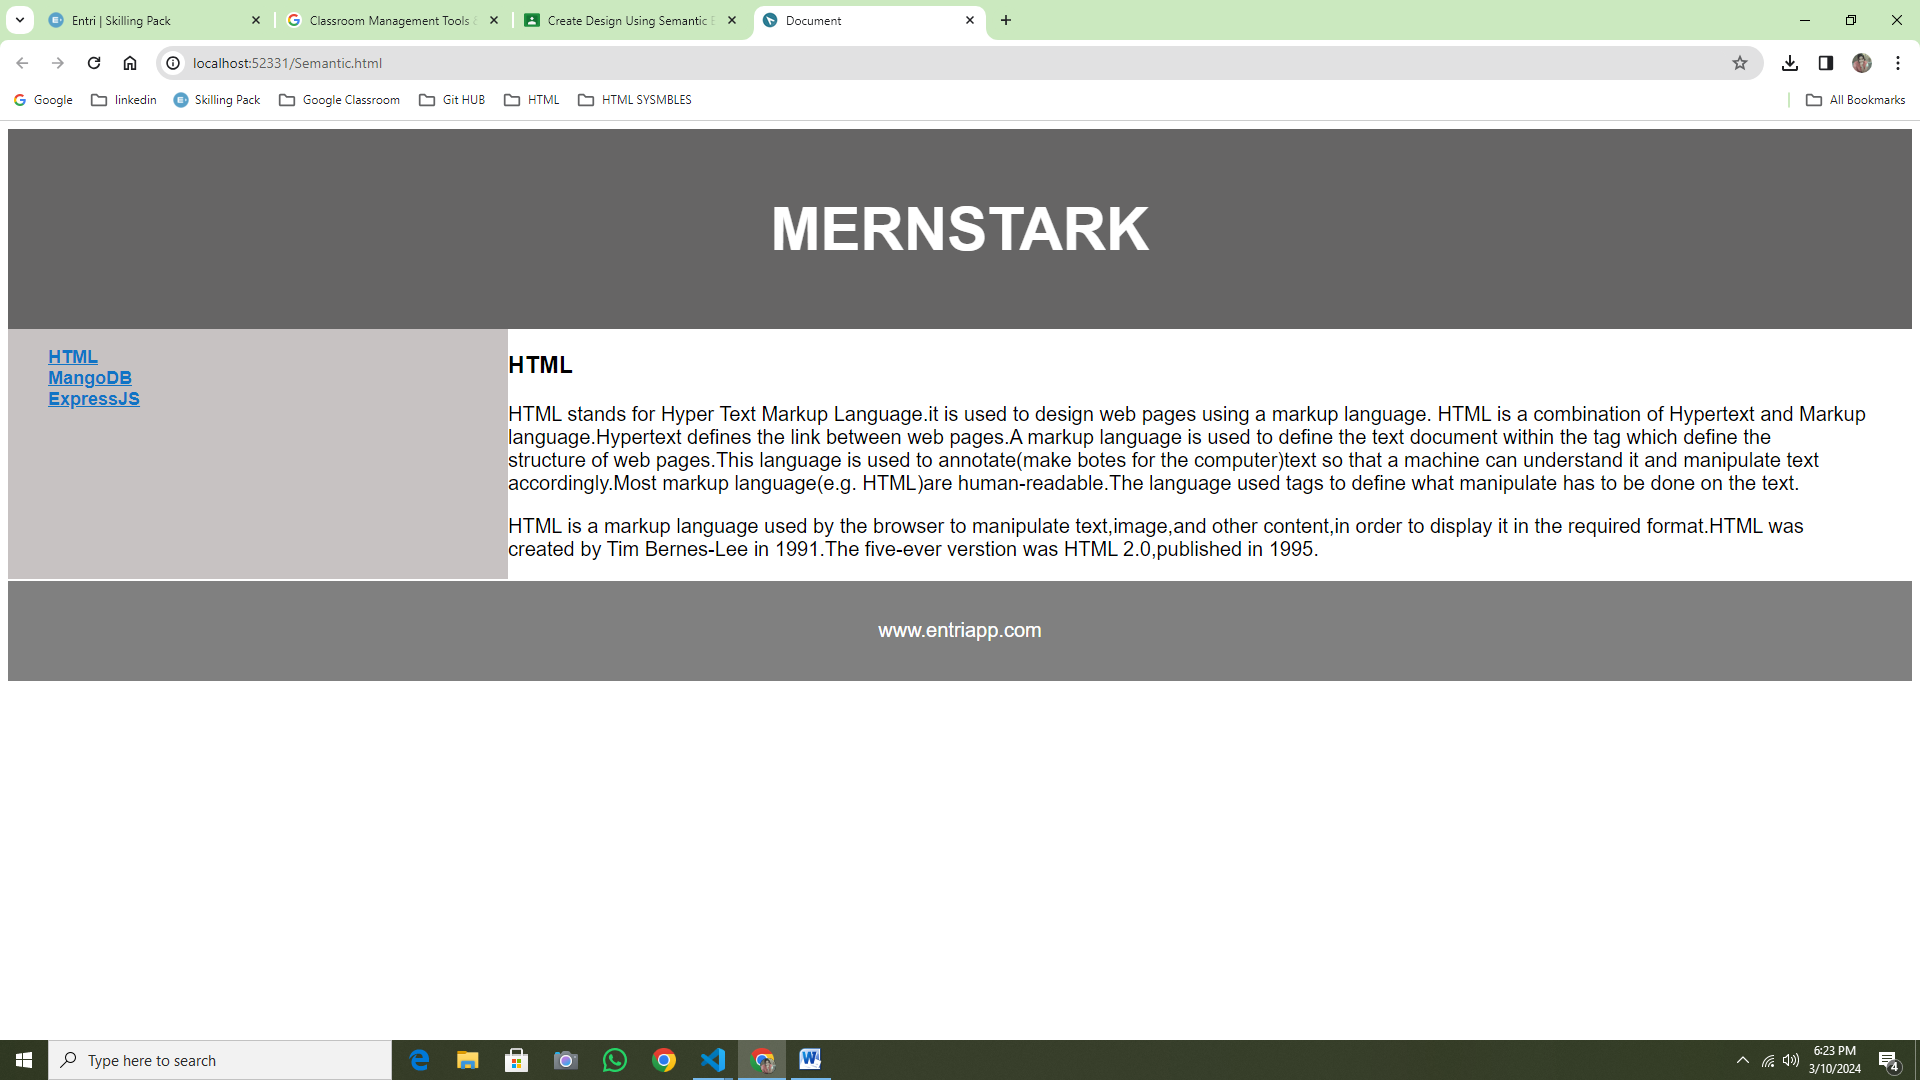 Entri | Skilling Pack
Classroom Management Tools
Create Design Using Semantic
Document
localhost:52331/Semantic.html
Google
linkedin
Skilling Pack
Google Classroom
Git HUB
HTML
HTML SYSMBLES
All Bookmarks
MERNSTARK
HTML
MangoDB
ExpressJS
HTML
HTML stands for Hyper Text Markup Language.it is used to design web pages using a markup language. HTML is a combination of Hypertext and Markup
language.Hypertext defines the link between web pages.A markup language is used to define the text document within the tag which define the
structure of web pages.This language is used to annotate(make botes for the computer)text so that a machine can understand it and manipulate text
accordingly.Most markup language(e.g. HTML)are human-readable.The language used tags to define what manipulate has to be done on the text.
HTML is a markup language used by the browser to manipulate text,image,and other content,in order to display it in the required format.HTML was
created by Tim Bernes-Lee in 1991.The five-ever verstion was HTML 2.0,published in 1995.
www.entriapp.com
Type here to search
6:23 PM
3/10/2024
4